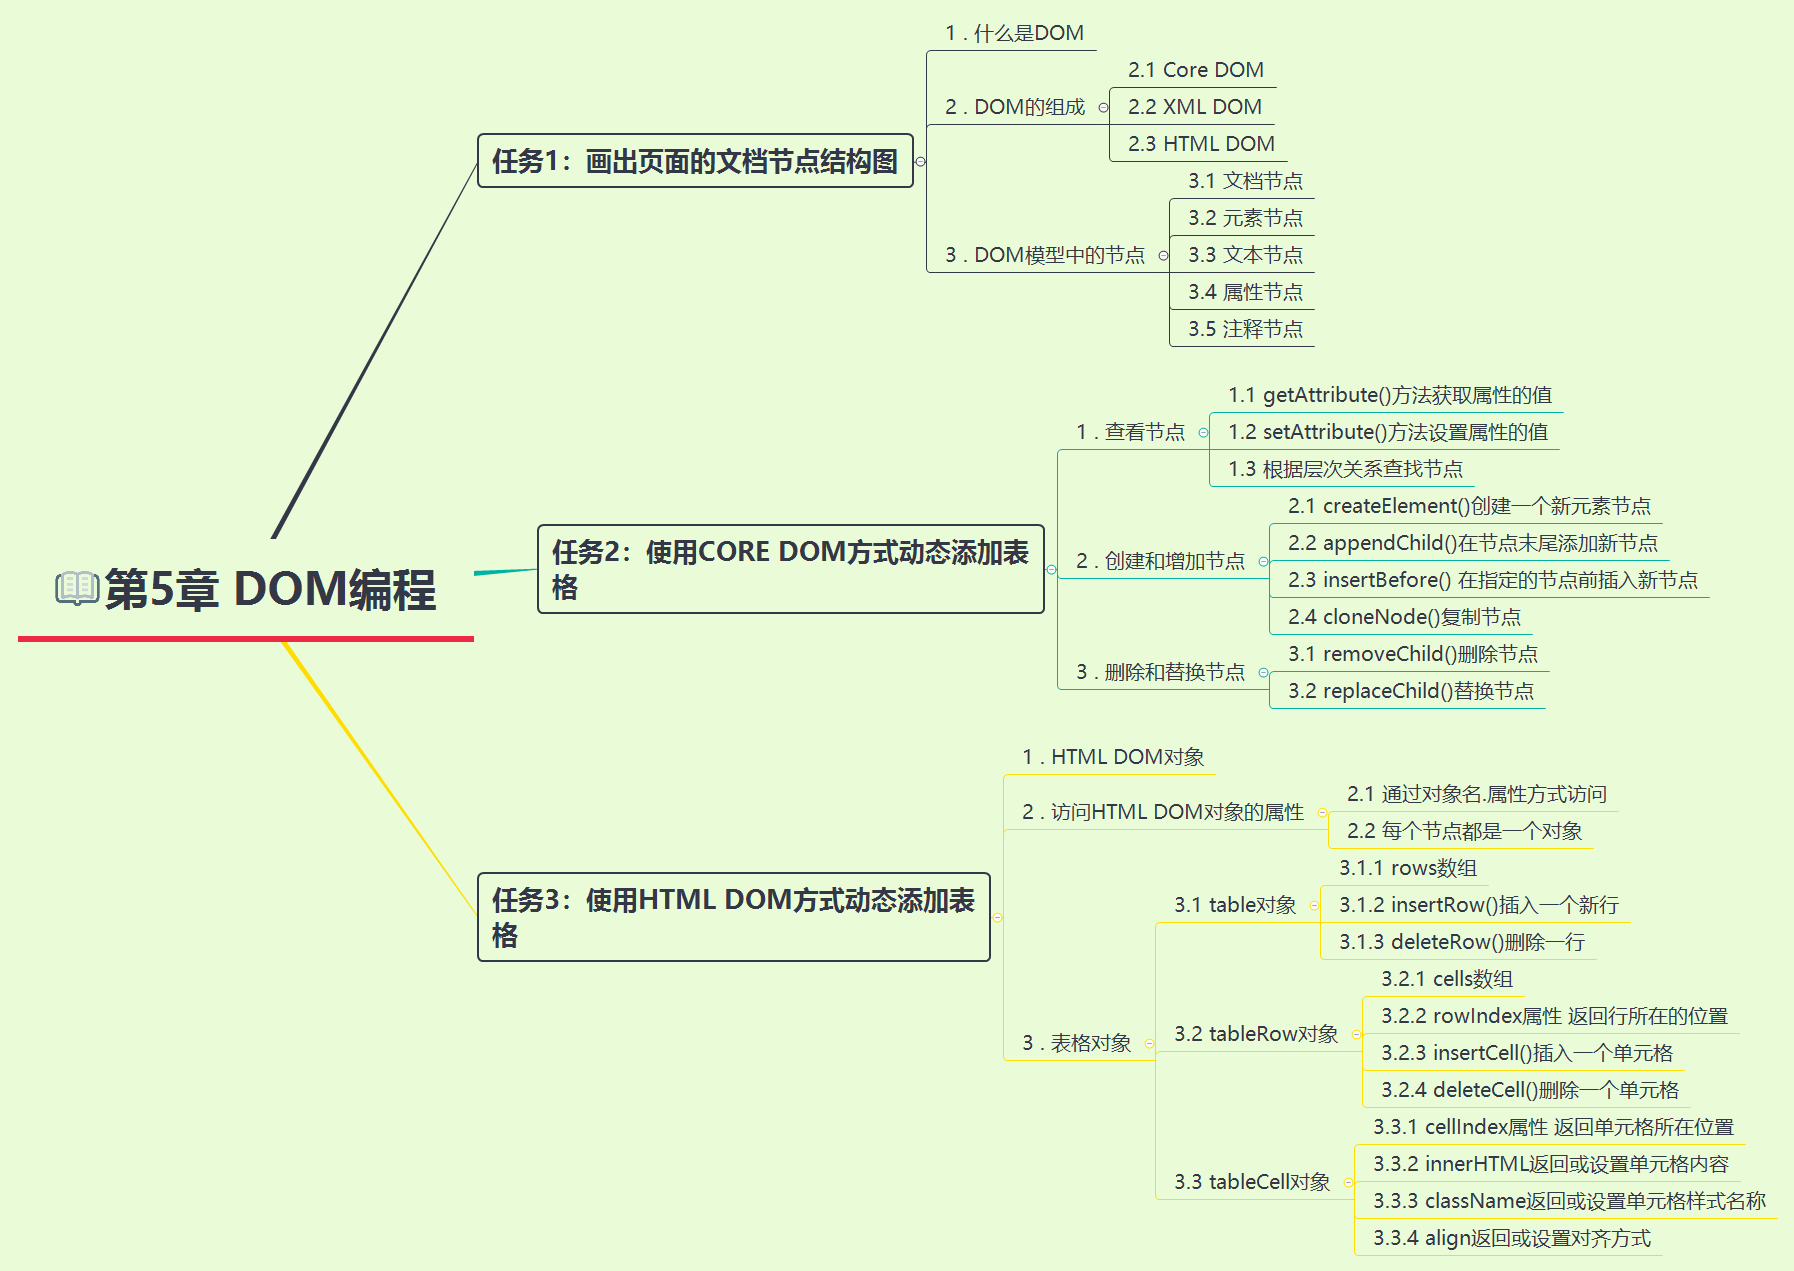 第5章 DOM编程
任务1：画出页面的文档节点结构图
1 . 什么是DOM
2 . DOM的组成
2.1 Core DOM
2.2 XML DOM
2.3 HTML DOM
3 . DOM模型中的节点
3.1 文档节点
3.2 元素节点
3.3 文本节点
3.4 属性节点
3.5 注释节点
任务2：使用CORE DOM方式动态添加表
格
1 . 查看节点
1.1 getAttribute()方法获取属性的值
1.2 setAttribute()方法设置属性的值
1.3 根据层次关系查找节点
2 . 创建和增加节点
2.1 createElement()创建一个新元素节点
2.2 appendChild()在节点末尾添加新节点
2.3 insertBefore() 在指定的节点前插入新节点
2.4 cloneNode()复制节点
3 . 删除和替换节点
3.1 removeChild()删除节点
3.2 replaceChild()替换节点
任务3：使用HTML DOM方式动态添加表
格
1 . HTML DOM对象
2 . 访问HTML DOM对象的属性
2.1 通过对象名.属性方式访问
2.2 每个节点都是一个对象
3 . 表格对象
3.1 table对象
3.1.1 rows数组
3.1.2 insertRow()插入一个新行
3.1.3 deleteRow()删除一行
3.2 tableRow对象
3.2.1 cells数组
3.2.2 rowIndex属性 返回行所在的位置
3.2.3 insertCell()插入一个单元格
3.2.4 deleteCell()删除一个单元格
3.3 tableCell对象
3.3.1 cellIndex属性 返回单元格所在位置
3.3.2 innerHTML返回或设置单元格内容
3.3.3 className返回或设置单元格样式名称
3.3.4 align返回或设置对齐方式